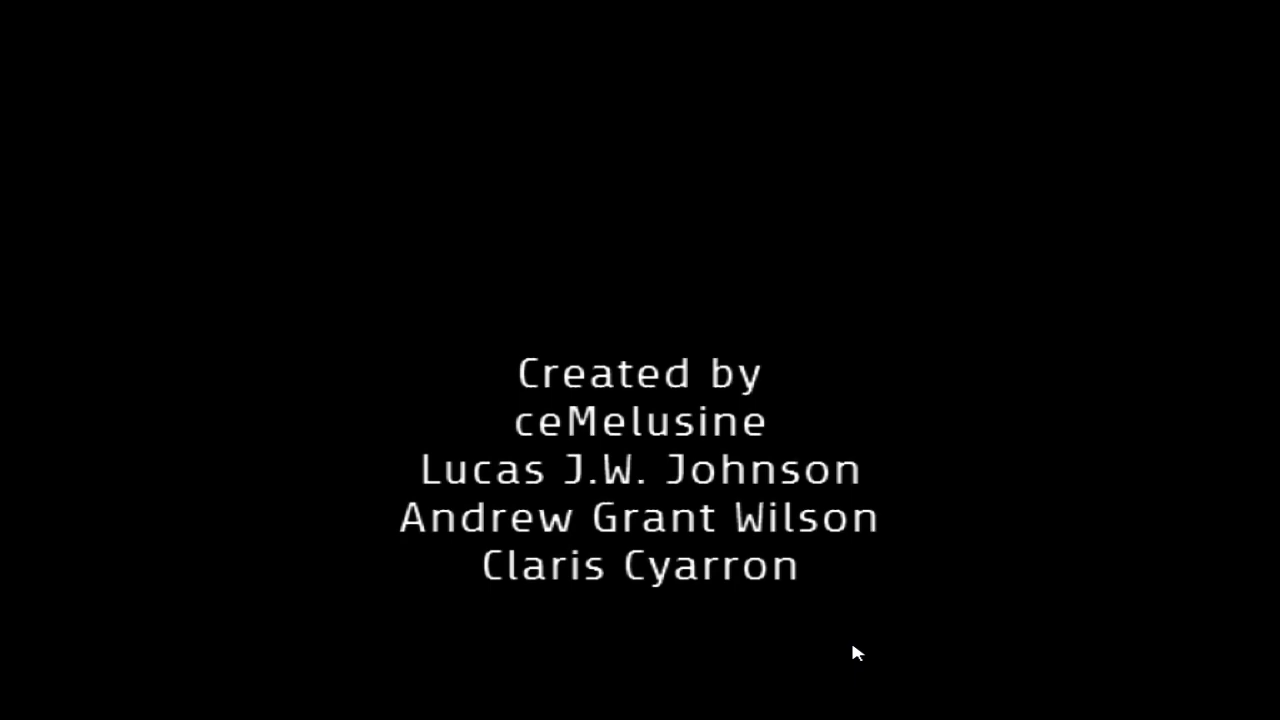 Created by
ceMelusine
Lucas J.W. Johnson
Andrew Grant Wilson
Claris Cyarron